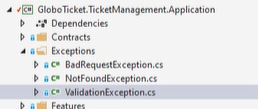 GloboTicket.TicketManagement.Application
Dependencies
Contracts
Exceptions
BadRequestException.cs
NotFoundException.cs
ValidationException.cs
Features